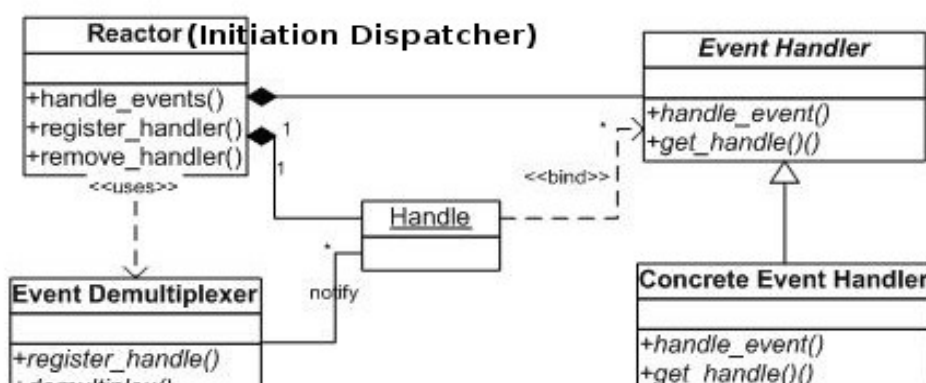 Reactor (Initiation Dispatcher)
+handle_events()
+register_handler()
+remove_handler()
Event Handler
+handle_event()
+get_handle()()
1
1
*
<<uses>>
<<bind>>
Handle
*
notify
Event Demultiplexer
+register_handle()
+demultiplex()
Concrete Event Handler
+handle_event()
+get_handle()()